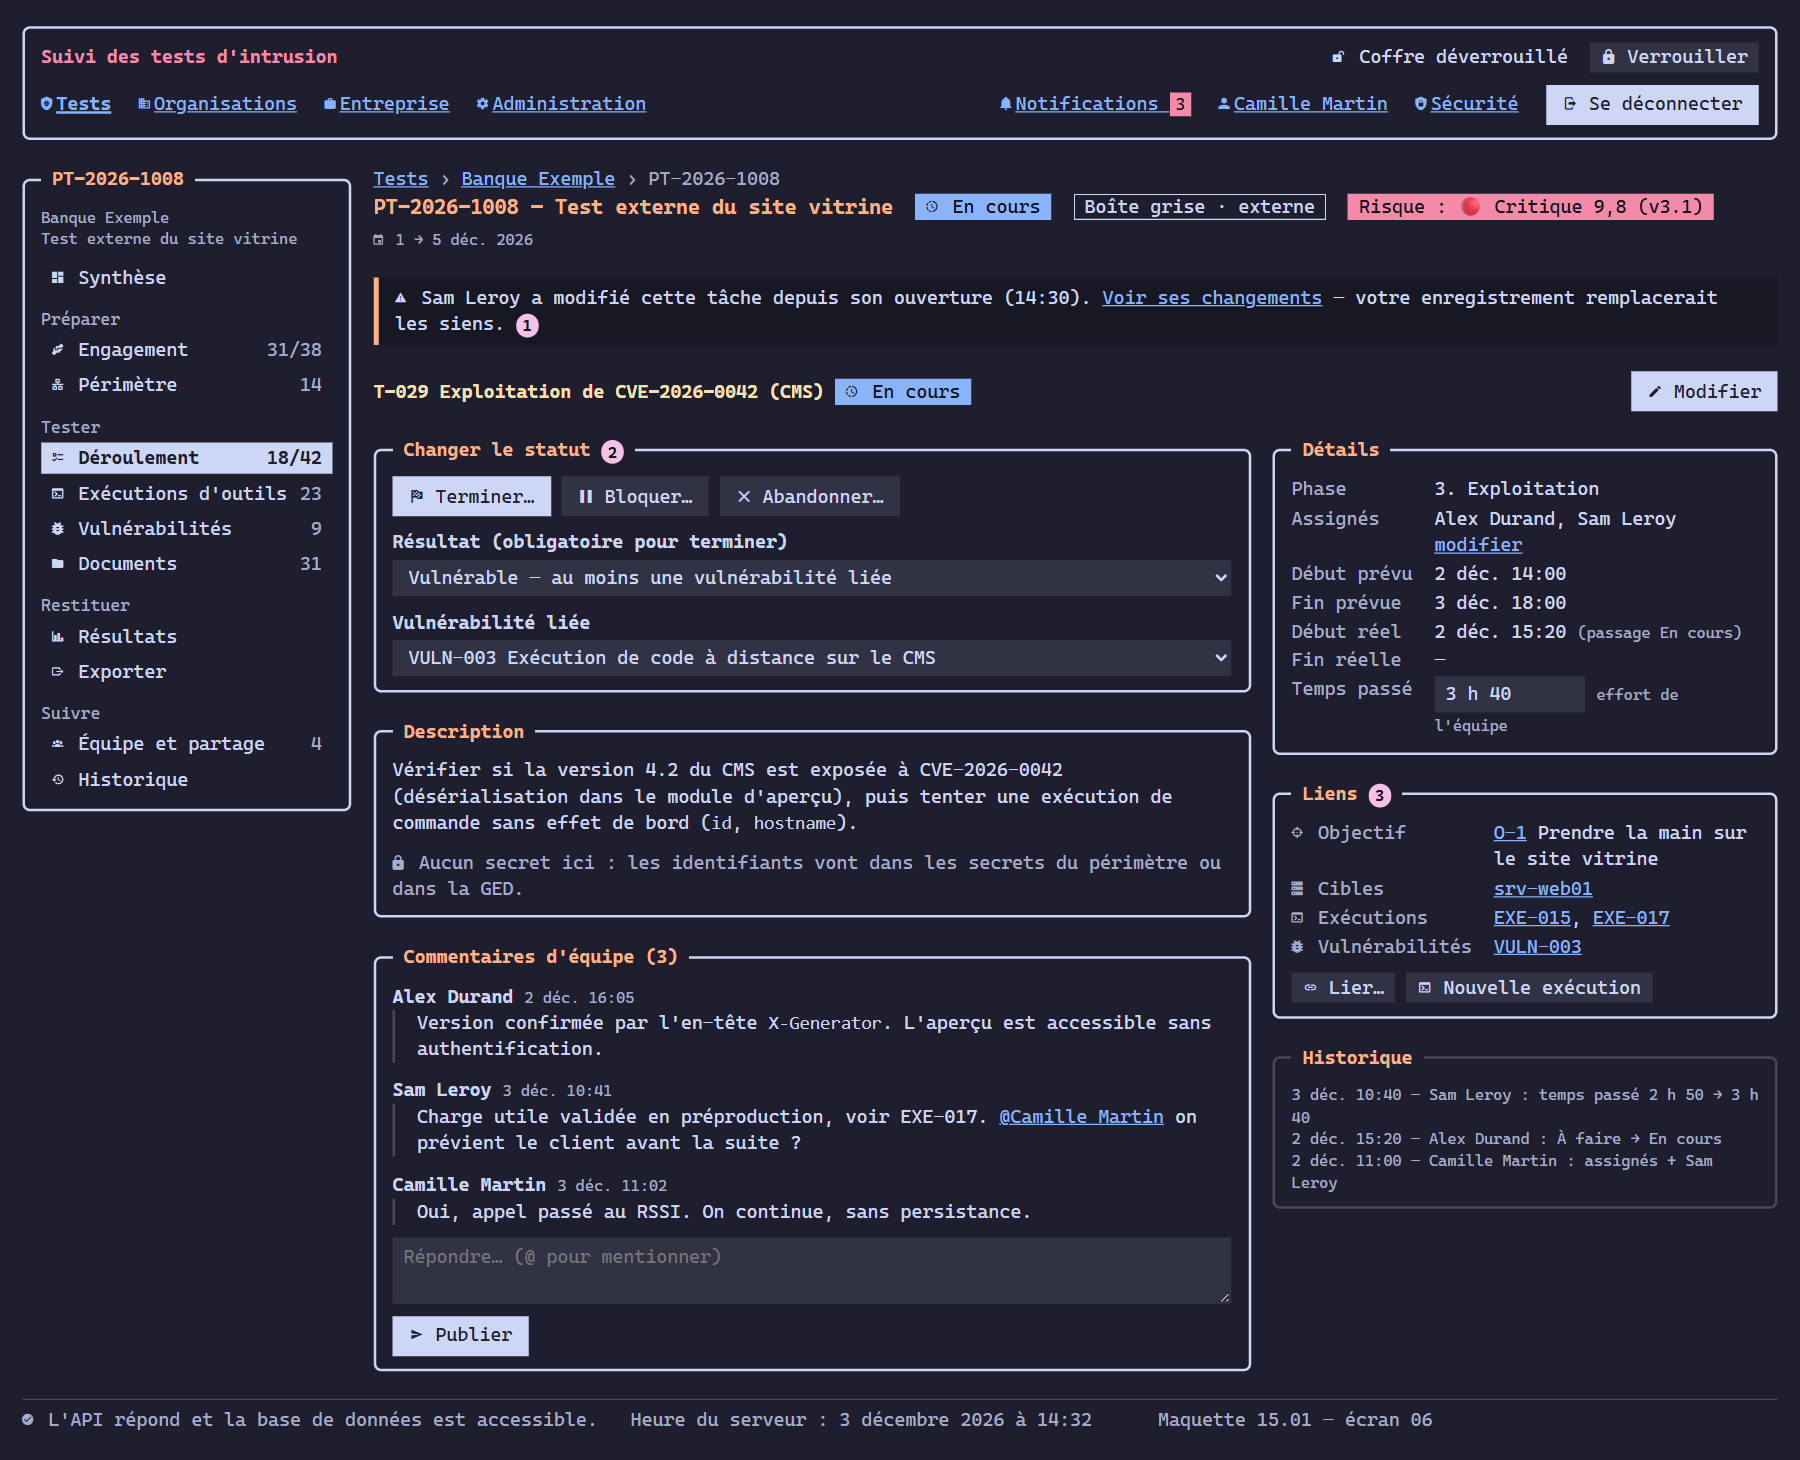 Suivi des tests d'intrusion
Coffre déverrouillé
Verrouiller
Tests
Organisations
Entreprise
Administration
Notifications 3
Camille Martin
Sécurité
Se déconnecter
PT-2026-1008
Banque Exemple
Test externe du site vitrine
Synthèse
Préparer
Engagement 31/38
Périmètre 14
Tester
Déroulement 18/42
Exécutions d'outils 23
Vulnérabilités 9
Documents 31
Restituer
Résultats
Exporter
Suivre
Équipe et partage 4
Historique
Tests › Banque Exemple › PT-2026-1008
PT-2026-1008 — Test externe du site vitrine
En cours
Boîte grise · externe
Risque : Critique 9,8 (v3.1)
1 → 5 déc. 2026
Sam Leroy a modifié cette tâche depuis son ouverture (14:30). Voir ses changements — votre enregistrement remplacerait
les siens. 1
T-029 Exploitation de CVE-2026-0042 (CMS) En cours
Modifier
Changer le statut 2
Terminer…
Bloquer…
Abandonner…
Résultat (obligatoire pour terminer)
Vulnérable — au moins une vulnérabilité liée
Vulnérabilité liée
VULN-003 Exécution de code à distance sur le CMS
Description
Vérifier si la version 4.2 du CMS est exposée à CVE-2026-0042
(désérialisation dans le module d'aperçu), puis tenter une exécution de
commande sans effet de bord (id, hostname).
Aucun secret ici : les identifiants vont dans les secrets du périmètre ou
dans la GED.
Commentaires d'équipe (3)
Alex Durand 2 déc. 16:05
Version confirmée par l'en-tête X-Generator. L'aperçu est accessible sans
authentification.
Sam Leroy 3 déc. 10:41
Charge utile validée en préproduction, voir EXE-017. @Camille Martin on
prévient le client avant la suite ?
Camille Martin 3 déc. 11:02
Oui, appel passé au RSSI. On continue, sans persistance.
Répondre… (@ pour mentionner)
Publier
Détails
Phase 3. Exploitation
Assignés Alex Durand, Sam Leroy
modifier
Début prévu 2 déc. 14:00
Fin prévue 3 déc. 18:00
Début réel 2 déc. 15:20 (passage En cours)
Fin réelle —
Temps passé 3 h 40 effort de
l'équipe
Liens 3
Objectif O-1 Prendre la main sur
le site vitrine
Cibles srv-web01
Exécutions EXE-015, EXE-017
Vulnérabilités VULN-003
Lier…
Nouvelle exécution
Historique
3 déc. 10:40 — Sam Leroy : temps passé 2 h 50 → 3 h
40
2 déc. 15:20 — Alex Durand : À faire → En cours
2 déc. 11:00 — Camille Martin : assignés + Sam
Leroy
L'API répond et la base de données est accessible.
Heure du serveur : 3 décembre 2026 à 14:32
Maquette 15.01 — écran 06